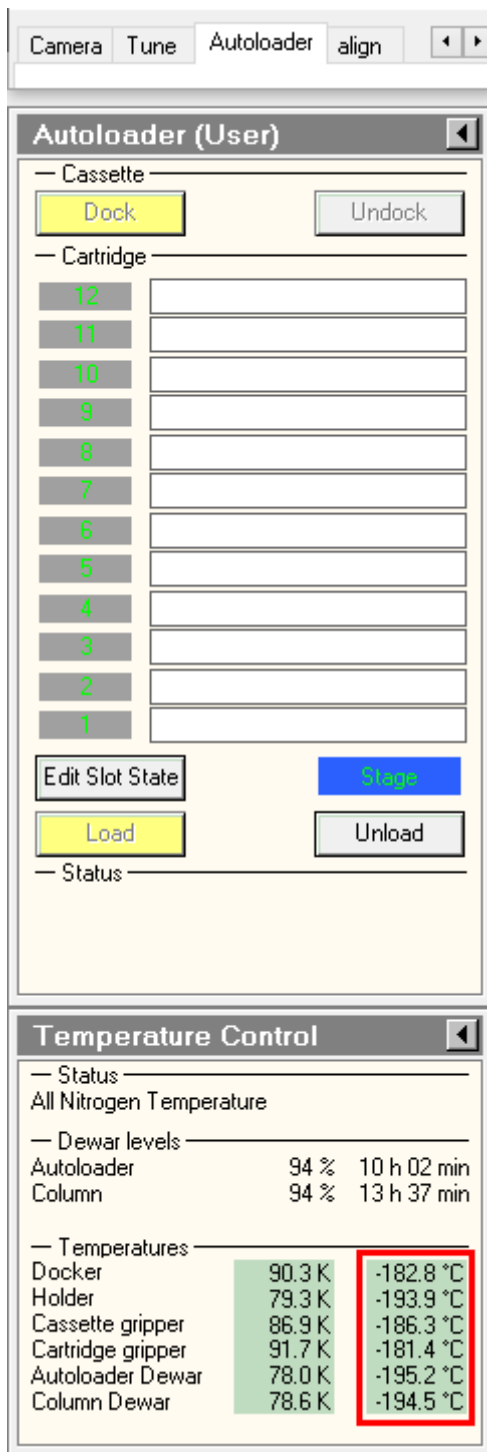 Camera Tune Autoloader align
Autoloader (User)
Cassette
Dock Undock
Cartridge
12
11
10
9
8
7
6
5
4
3
2
1
Edit Slot State Stage
Load Unload
Status
Temperature Control
Status
All Nitrogen Temperature
Dewar levels
Autoloader 94 % 10 h 02 min
Column 94 % 13 h 37 min
Temperatures
Docker 90.3 K -182.8 °C
Holder 79.3 K -193.9 °C
Cassette gripper 86.9 K -186.3 °C
Cartridge gripper 91.7 K -181.4 °C
Autoloader Dewar 78.0 K -195.2 °C
Column Dewar 78.6 K -194.5 °C